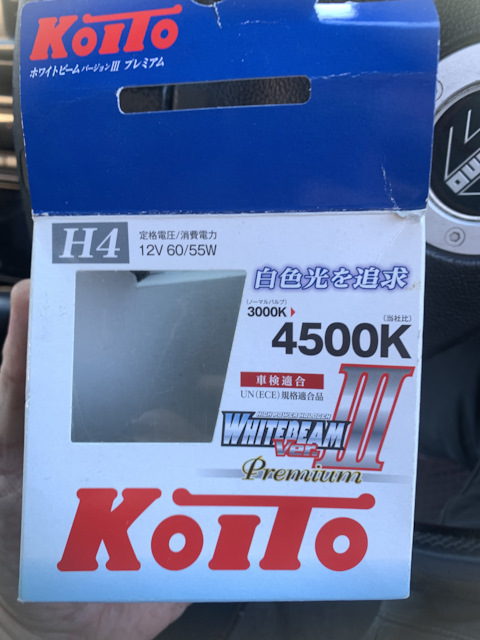 KOITO
ホワイトビーム バージョンIII プレミアム
H4
定格電圧/消費電力
12V 60/55W
白色光を追求
(ノーマルバルブ)
3000K
(当社比)
4500K
車検適合
UN(ECE)規格適合品
HIGH POWER HALOGEN
WHITEBEAM
Ver.
III
Premium
KOITO